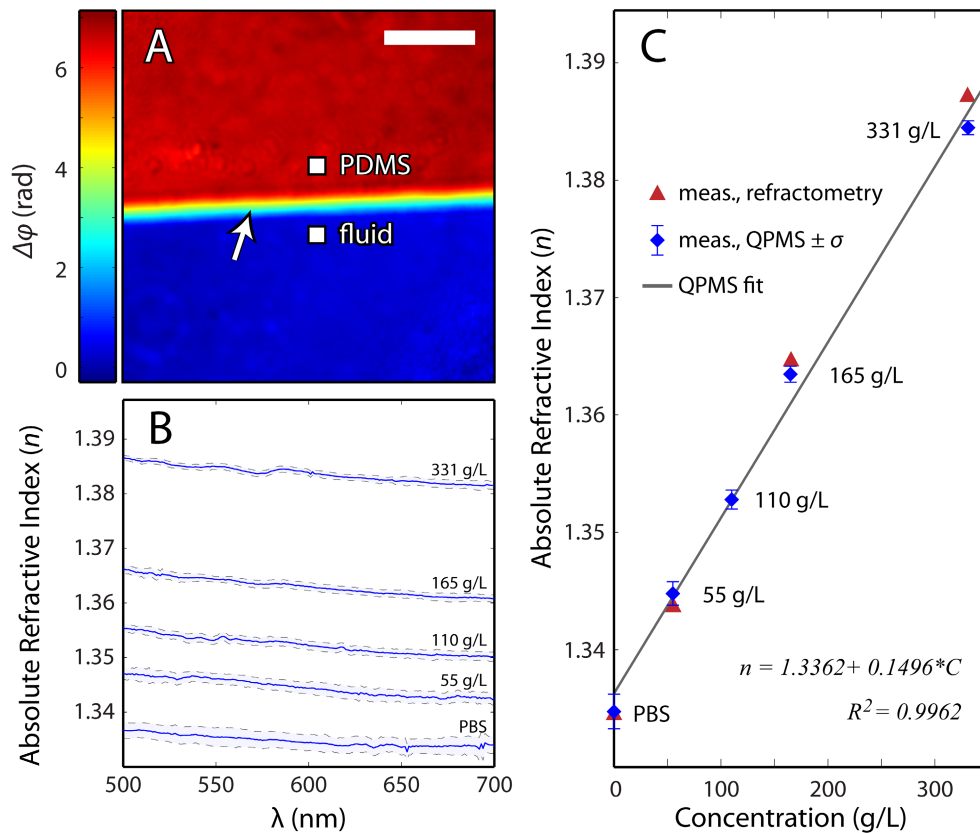 A
6
4
2
0
Δφ (rad)
PDMS
fluid
B
1.39
1.38
1.37
1.36
1.35
1.34
Absolute Refractive Index (n)
331 g/L
165 g/L
110 g/L
55 g/L
PBS
500
550
600
650
700
λ (nm)
C
1.39
1.38
1.37
1.36
1.35
1.34
Absolute Refractive Index (n)
331 g/L
meas., refractometry
meas., QPMS ± σ
QPMS fit
165 g/L
110 g/L
55 g/L
n = 1.3362+ 0.1496*C
R² = 0.9962
PBS
0
100
200
300
Concentration (g/L)